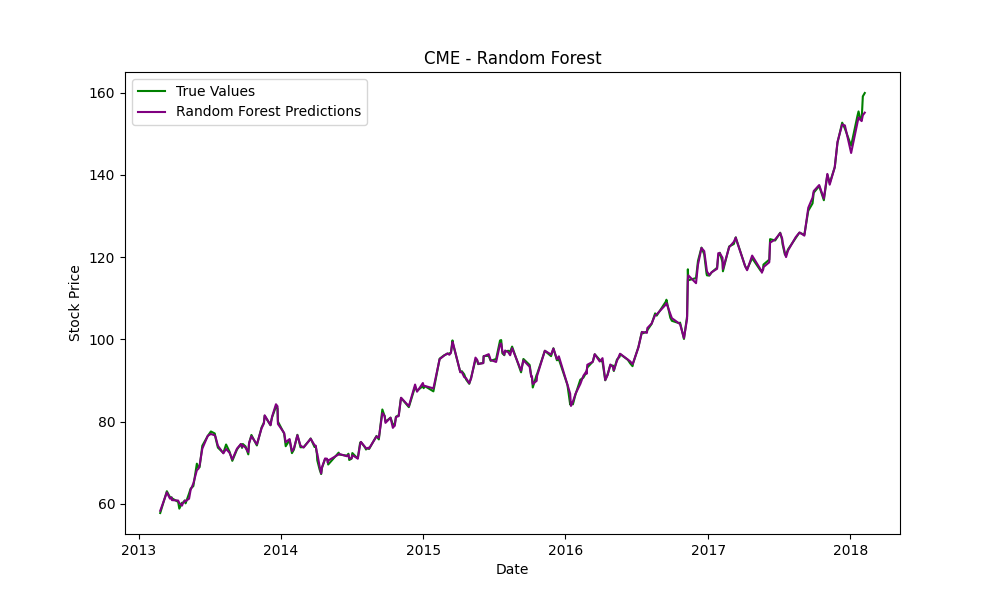 CME - Random Forest
True Values
Random Forest Predictions
160
140
120
100
80
60
Stock Price
2013 2014 2015 2016 2017 2018
Date